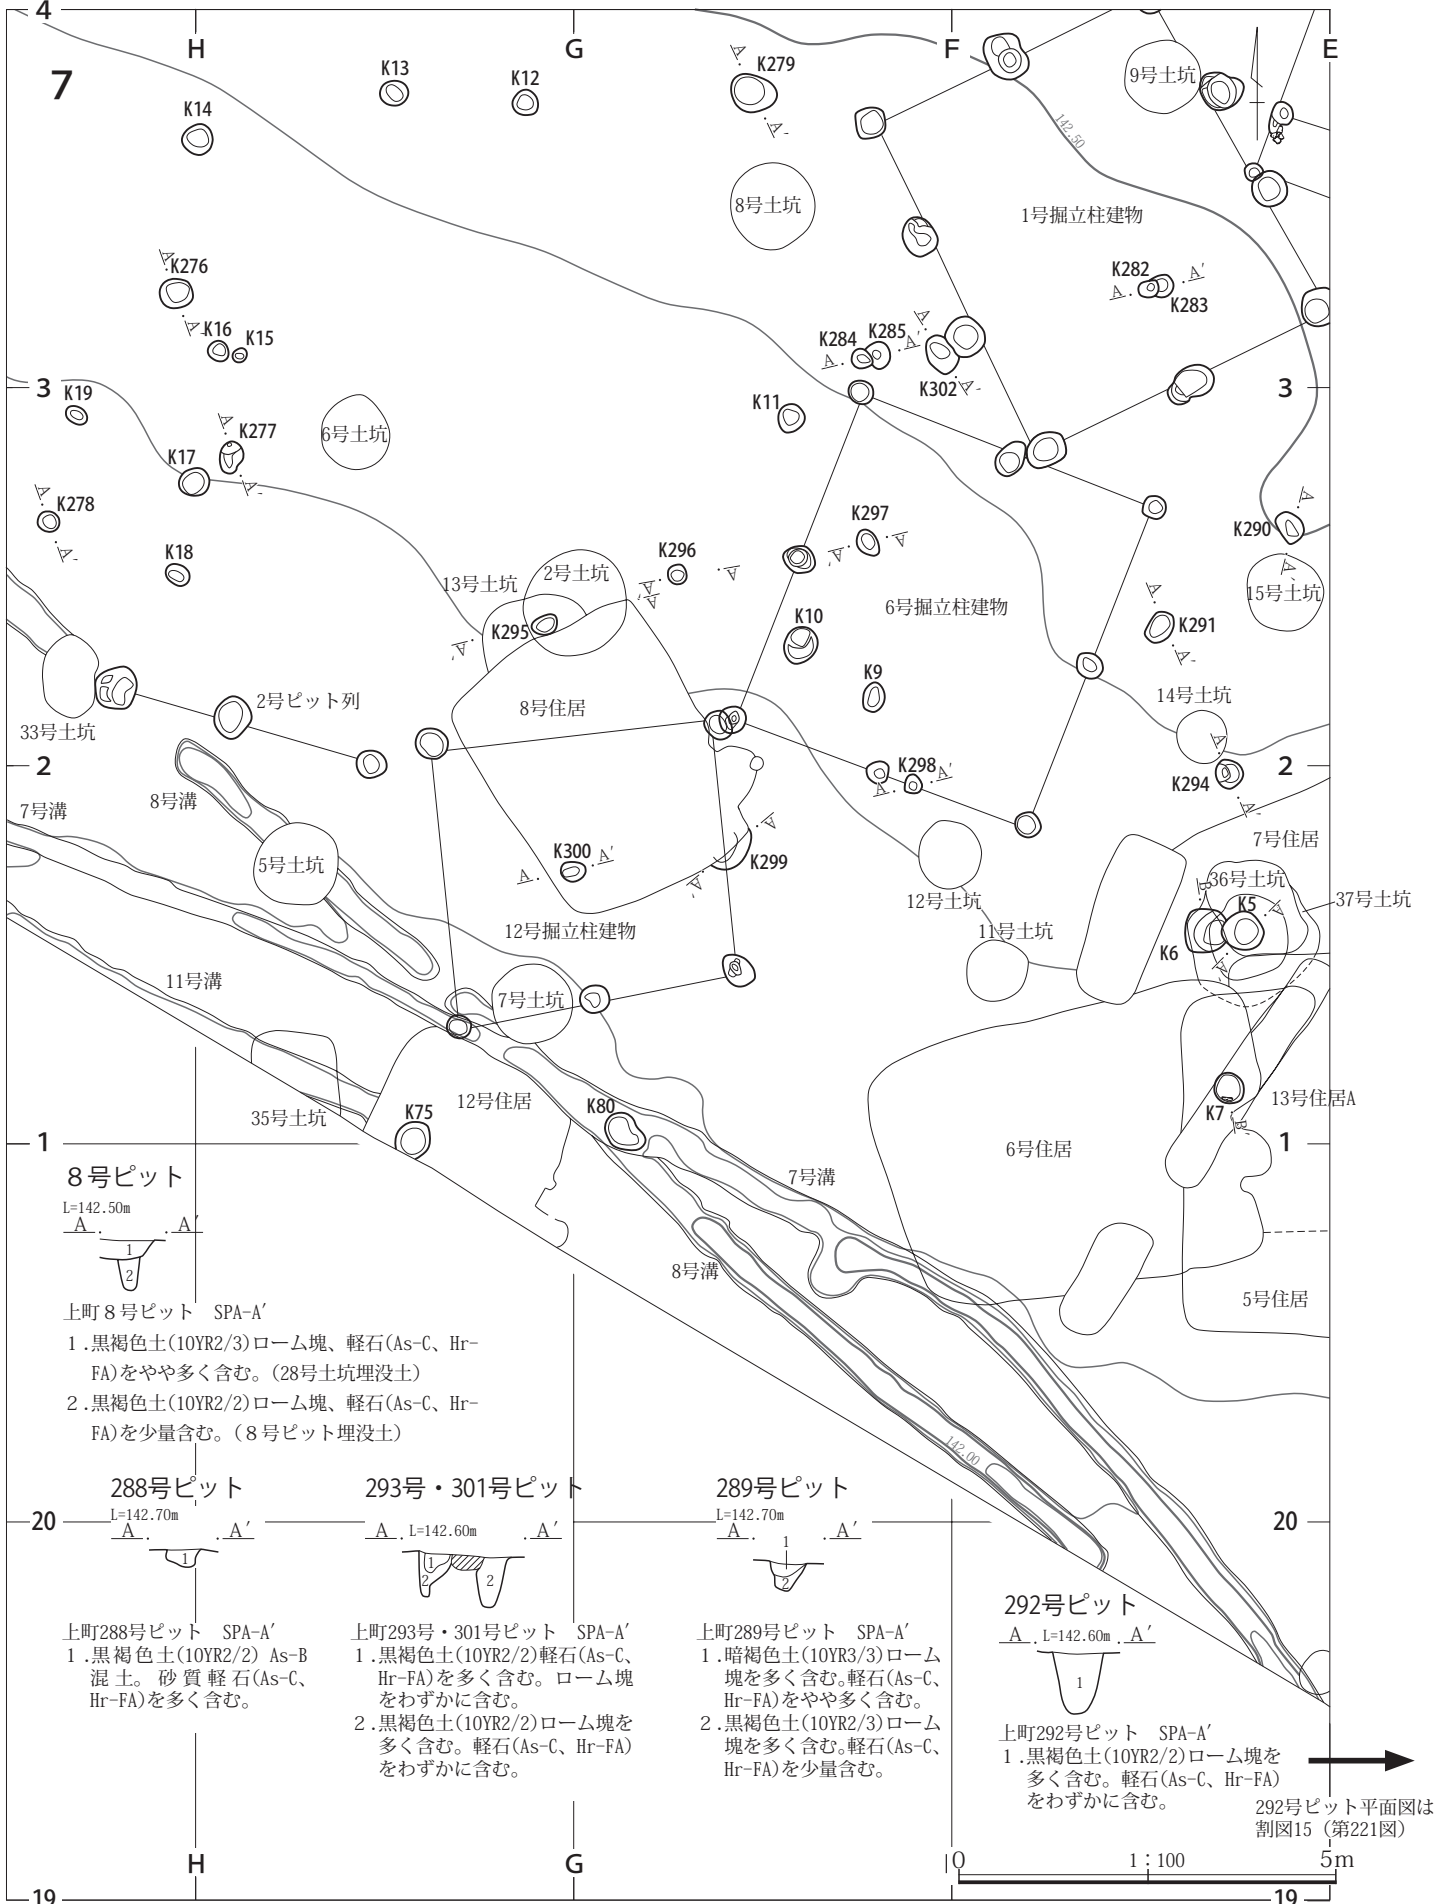 4
H
G
F
E
7
K13
K12
K279
A
A'
K14
9号土坑
142.50
8号土坑
1号掘立柱建物
K276
A
A'
K282
A
A'
K283
K16
K15
K284
K285
A
A'
A
K302
A'
3
3
K19
K11
K277
A
A'
6号土坑
K17
K278
A
A'
K297
A'
A
K290
A
A'
K18
K296
A'
A
2号土坑
13号土坑
15号土坑
6号掘立柱建物
A
K291
A'
K295
A
A'
K10
K9
8号住居
14号土坑
2号ピット列
33号土坑
2
2
A
K294
A'
K298
A
A'
7号溝
8号溝
7号住居
5号土坑
K300
A
A'
K299
A
A'
36号土坑
37号土坑
B
K5
A
K6
A'
12号土坑
12号掘立柱建物
11号土坑
11号溝
7号土坑
35号土坑
12号住居
K75
K80
K7
B'
13号住居A
6号住居
1
1
7号溝
8号溝
5号住居
142.00
8号ピット
L=142.50m
A
A'
1
2
上町8号ピット SPA-A′
1.黒褐色土(10YR2/3)ローム塊、軽石(As-C、Hr-
FA)をやや多く含む。(28号土坑埋没土)
2.黒褐色土(10YR2/2)ローム塊、軽石(As-C、Hr-
FA)を少量含む。(8号ピット埋没土)
288号ピット
L=142.70m
A
A'
1
上町288号ピット SPA-A′
1.黒褐色土(10YR2/2) As-B
混土。砂質軽石(As-C、
Hr-FA)を多く含む。
293号・301号ピット
A
L=142.60m
A'
1
2
2
上町293号・301号ピット SPA-A′
1.黒褐色土(10YR2/2)軽石(As-C、
Hr-FA)を多く含む。ローム塊
をわずかに含む。
2.黒褐色土(10YR2/2)ローム塊を
多く含む。軽石(As-C、Hr-FA)
をわずかに含む。
289号ピット
L=142.70m
A
A'
1
2
上町289号ピット SPA-A′
1.暗褐色土(10YR3/3)ローム
塊を多く含む。軽石(As-C、
Hr-FA)をやや多く含む。
2.黒褐色土(10YR2/3)ローム
塊を多く含む。軽石(As-C、
Hr-FA)を少量含む。
20
20
292号ピット
A
L=142.60m
A'
1
上町292号ピット SPA-A′
1.黒褐色土(10YR2/2)ローム塊を
多く含む。軽石(As-C、Hr-FA)
をわずかに含む。
292号ピット平面図は
割図15(第221図)
H
G
0
1：100
5m
19
19